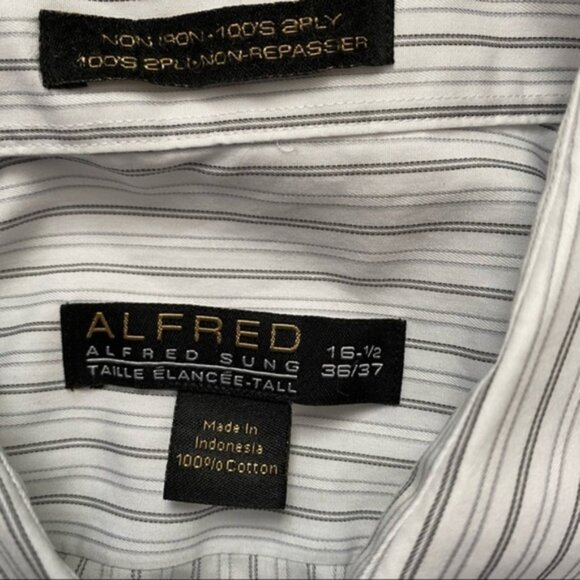 NON IRON·100'S 2PLY
100'S 2PLI·NON-REPASSER
ALFRED
ALFRED SUNG
TAILLE ÉLANCÉE-TALL
16-1/2
36/37
Made In
Indonesia
100% Cotton